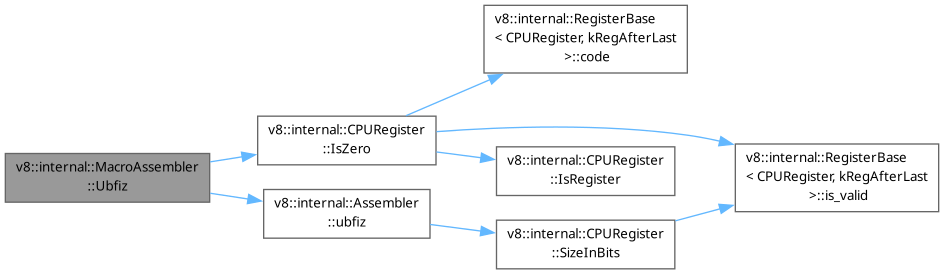 v8::internal::MacroAssembler
::Ubfiz
v8::internal::CPURegister
::IsZero
v8::internal::Assembler
::ubfiz
v8::internal::RegisterBase
< CPURegister, kRegAfterLast
>::code
v8::internal::CPURegister
::IsRegister
v8::internal::CPURegister
::SizeInBits
v8::internal::RegisterBase
< CPURegister, kRegAfterLast
>::is_valid